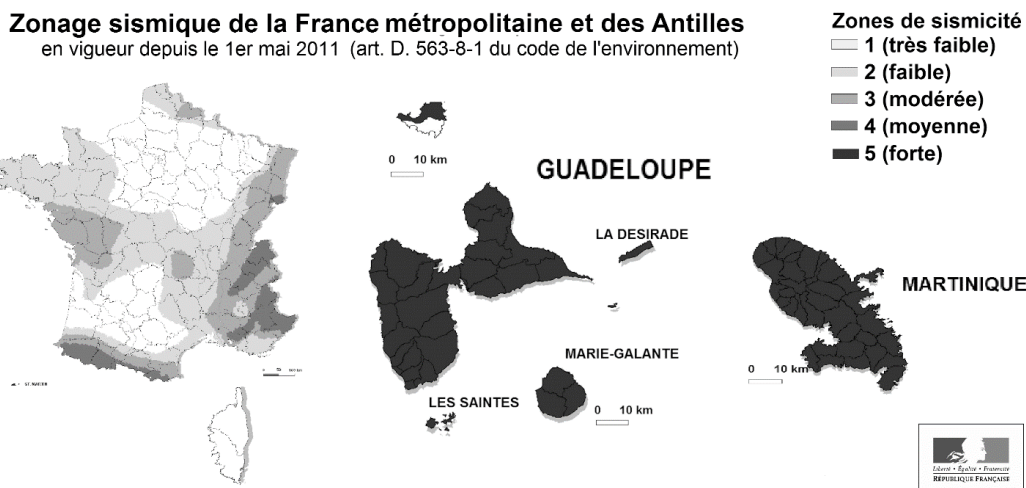 Zonage sismique de la France métropolitaine et des Antilles
en vigueur depuis le 1er mai 2011 (art. D. 563-8-1 du code de l'environnement)
Zones de sismicité
1 (très faible)
2 (faible)
3 (modérée)
4 (moyenne)
5 (forte)
0 10 km
GUADELOUPE
LA DESIRADE
MARTINIQUE
MARIE-GALANTE
0 10 km
LES SAINTES
0 10 km
Liberté • Égalité • Fraternité
RÉPUBLIQUE FRANÇAISE